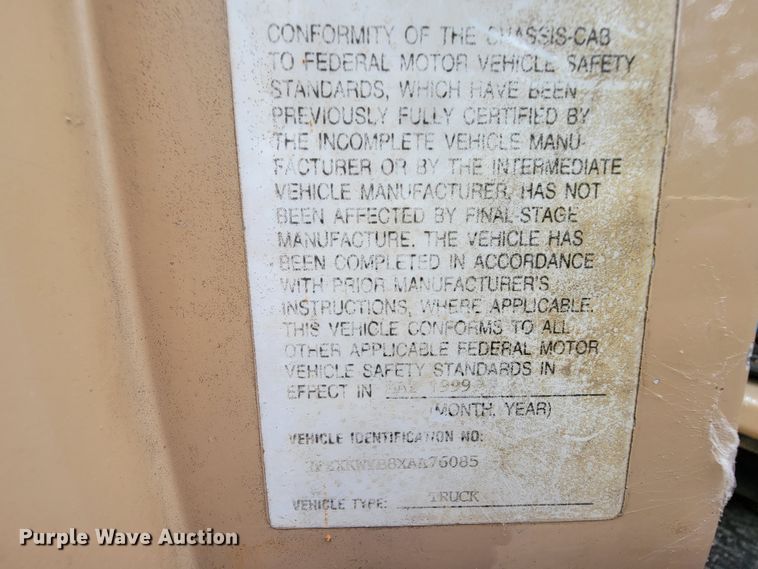 CONFORMITY OF THE CHASSIS-CAB
TO FEDERAL MOTOR VEHICLE SAFETY
STANDARDS, WHICH HAVE BEEN
PREVIOUSLY FULLY CERTIFIED BY
THE INCOMPLETE VEHICLE MANU-
FACTURER OR BY THE INTERMEDIATE
VEHICLE MANUFACTURER, HAS NOT
BEEN AFFECTED BY FINAL-STAGE
MANUFACTURE. THE VEHICLE HAS
BEEN COMPLETED IN ACCORDANCE
WITH PRIOR MANUFACTURER'S
INSTRUCTIONS, WHERE APPLICABLE.
THIS VEHICLE CONFORMS TO ALL
OTHER APPLICABLE FEDERAL MOTOR
VEHICLE SAFETY STANDARDS IN
EFFECT IN 1999
(MONTH, YEAR)
VEHICLE IDENTIFICATION NO:
VEHICLE TYPE: TRUCK
Purple Wave Auction